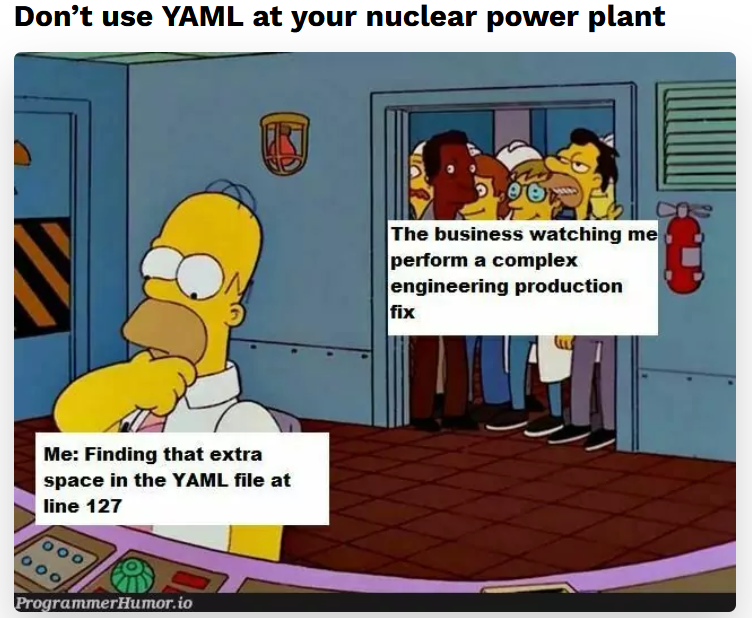 Don’t use YAML at your nuclear power plant
The business watching me
perform a complex
engineering production
fix
Me: Finding that extra
space in the YAML file at
line 127
ProgrammerHumor.io